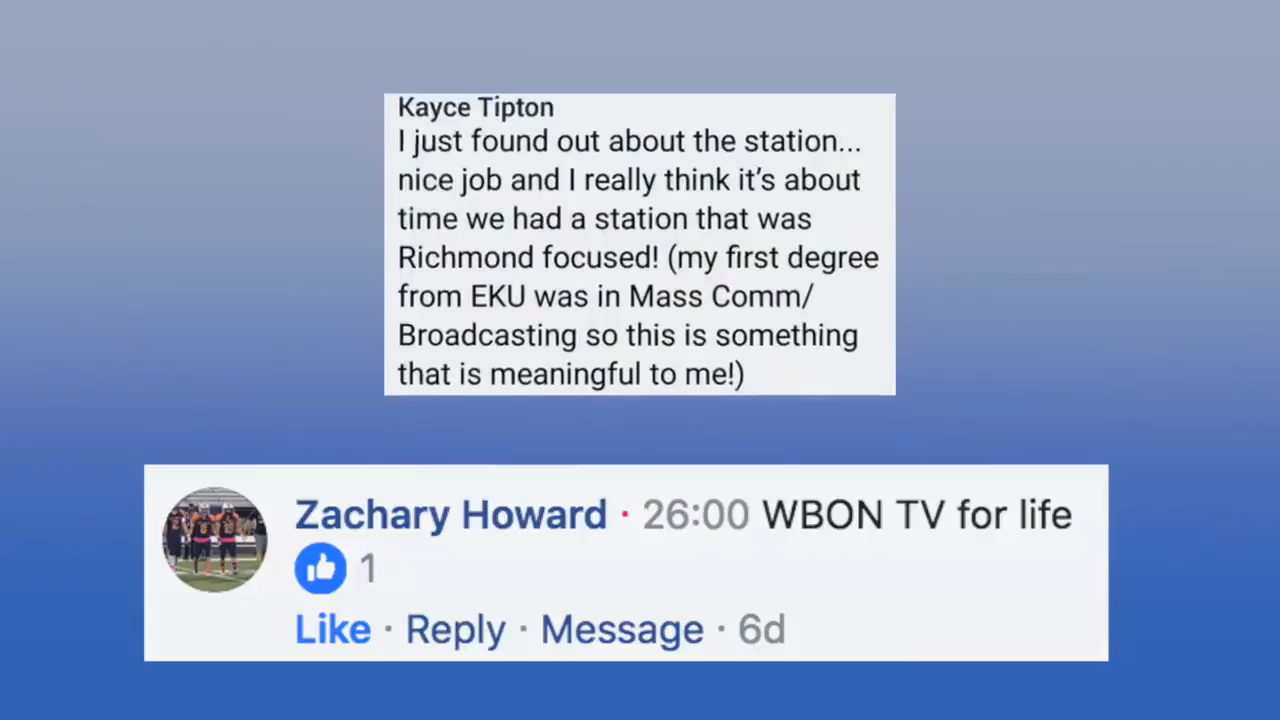 Kayce Tipton
I just found out about the station...
nice job and I really think it’s about
time we had a station that was
Richmond focused! (my first degree
from EKU was in Mass Comm/
Broadcasting so this is something
that is meaningful to me!)
Zachary Howard · 26:00 WBON TV for life
1
Like · Reply · Message · 6d